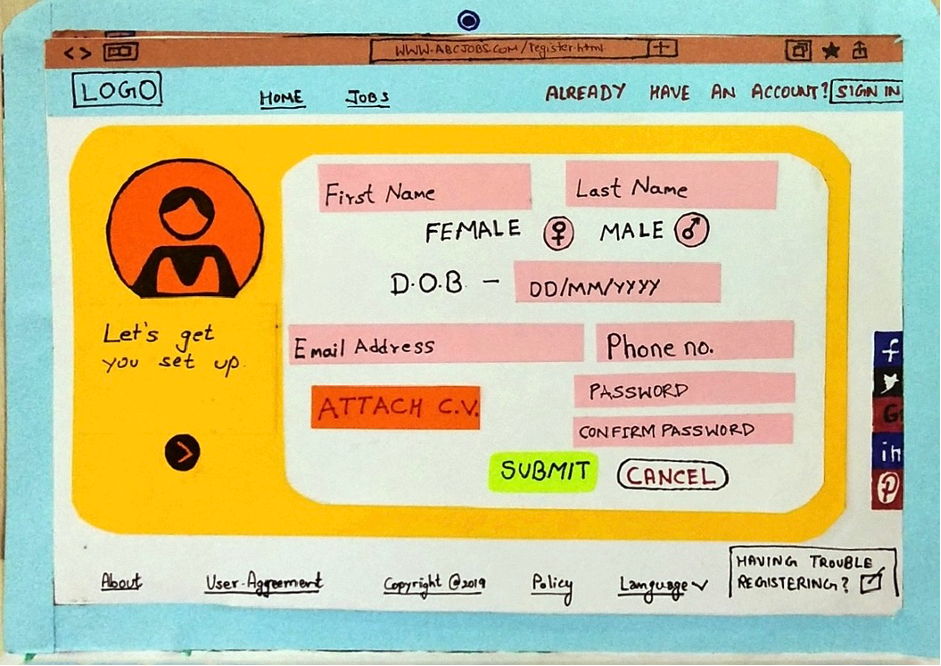 WWW.ABCJOBS.COM/register.html
LOGO
HOME JOBS
ALREADY HAVE AN ACCOUNT? SIGN IN
First Name Last Name
FEMALE MALE
D.O.B - DD/MM/YYYY
Let's get
you set up.
Email Address Phone no.
ATTACH C.V.
PASSWORD
CONFIRM PASSWORD
SUBMIT CANCEL
f
G+
in
About User-Aggreement Copyright @2019 Policy Language
HAVING TROUBLE
REGISTERING?